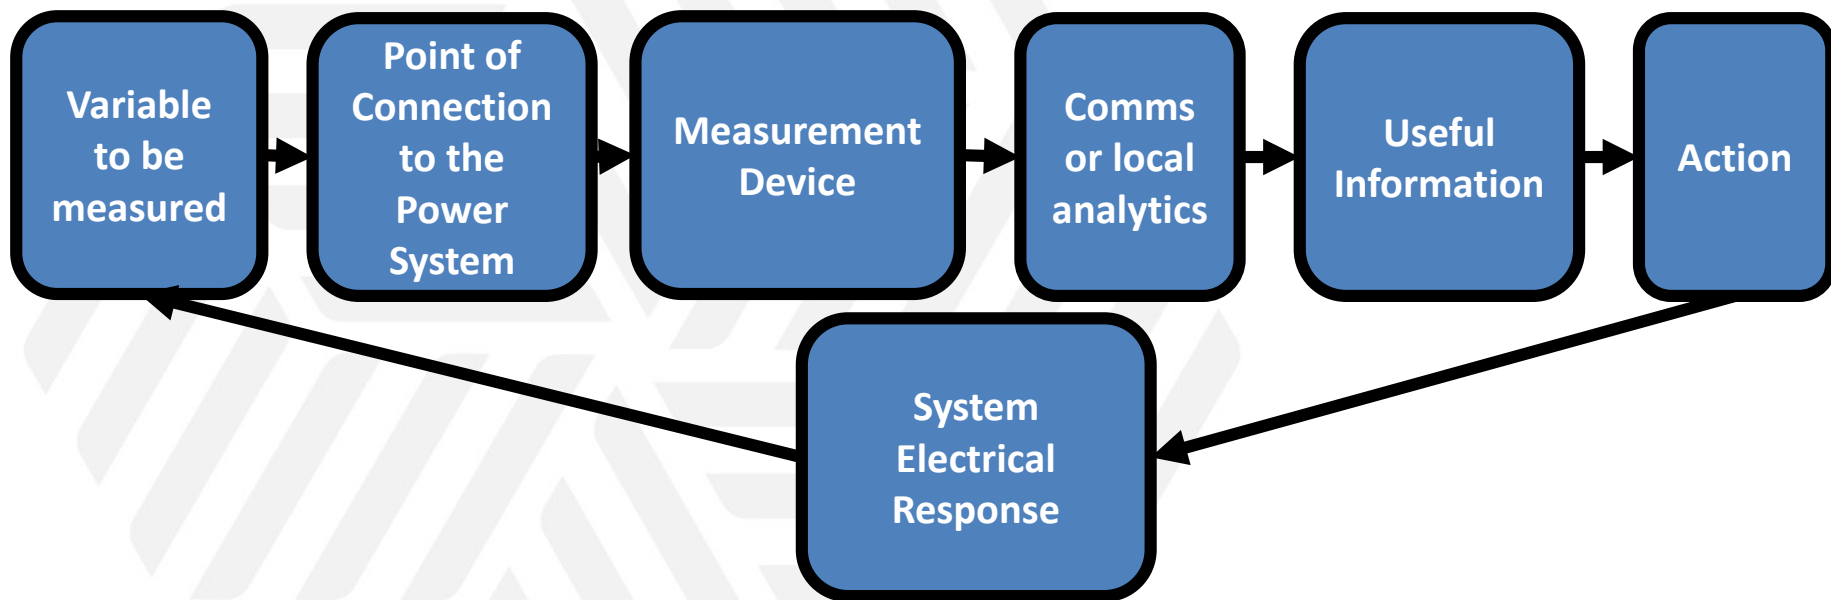 Variable
to be
measured
Point of
Connection
to the
Power
System
Measurement
Device
Comms
or local
analytics
Useful
Information
Action
System
Electrical
Response